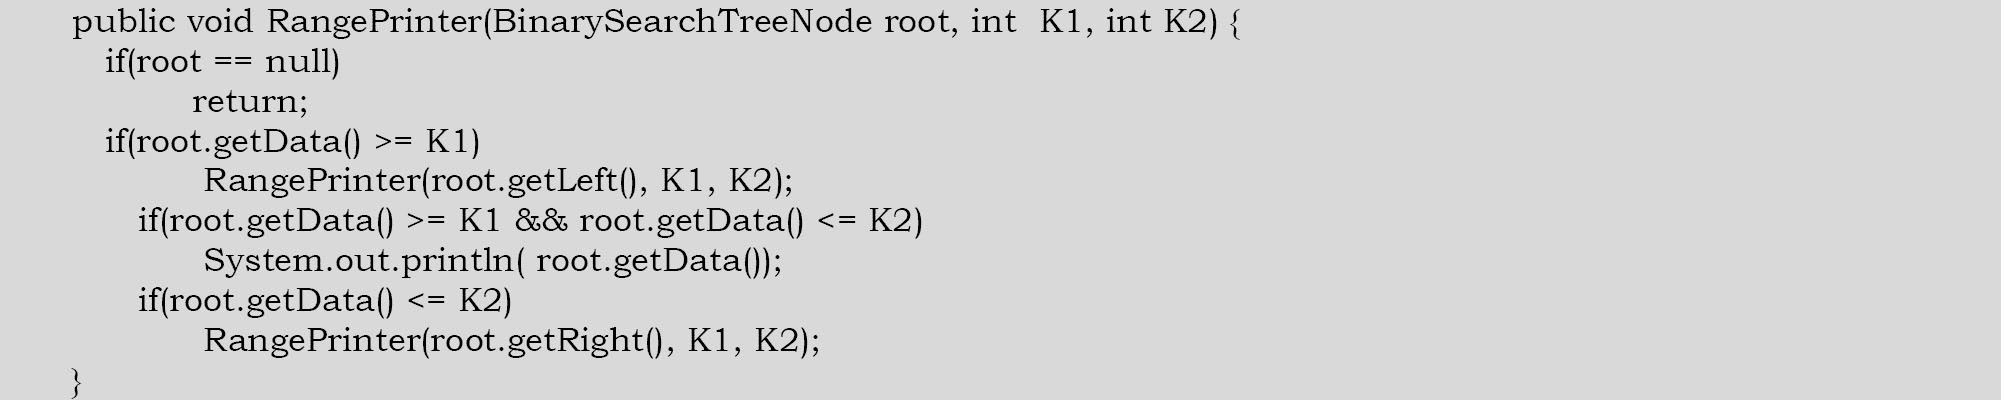 public void RangePrinter(BinarySearchTreeNode root, int  K1, int K2) {
if(root == null)
return;
if(root.getData() >= K1)
RangePrinter(root.getLeft(), K1, K2);
if(root.getData() >= K1 && root.getData() <= K2)
System.out.println( root.getData());
if(root.getData() <= K2)
RangePrinter(root.getRight(), K1, K2);
}